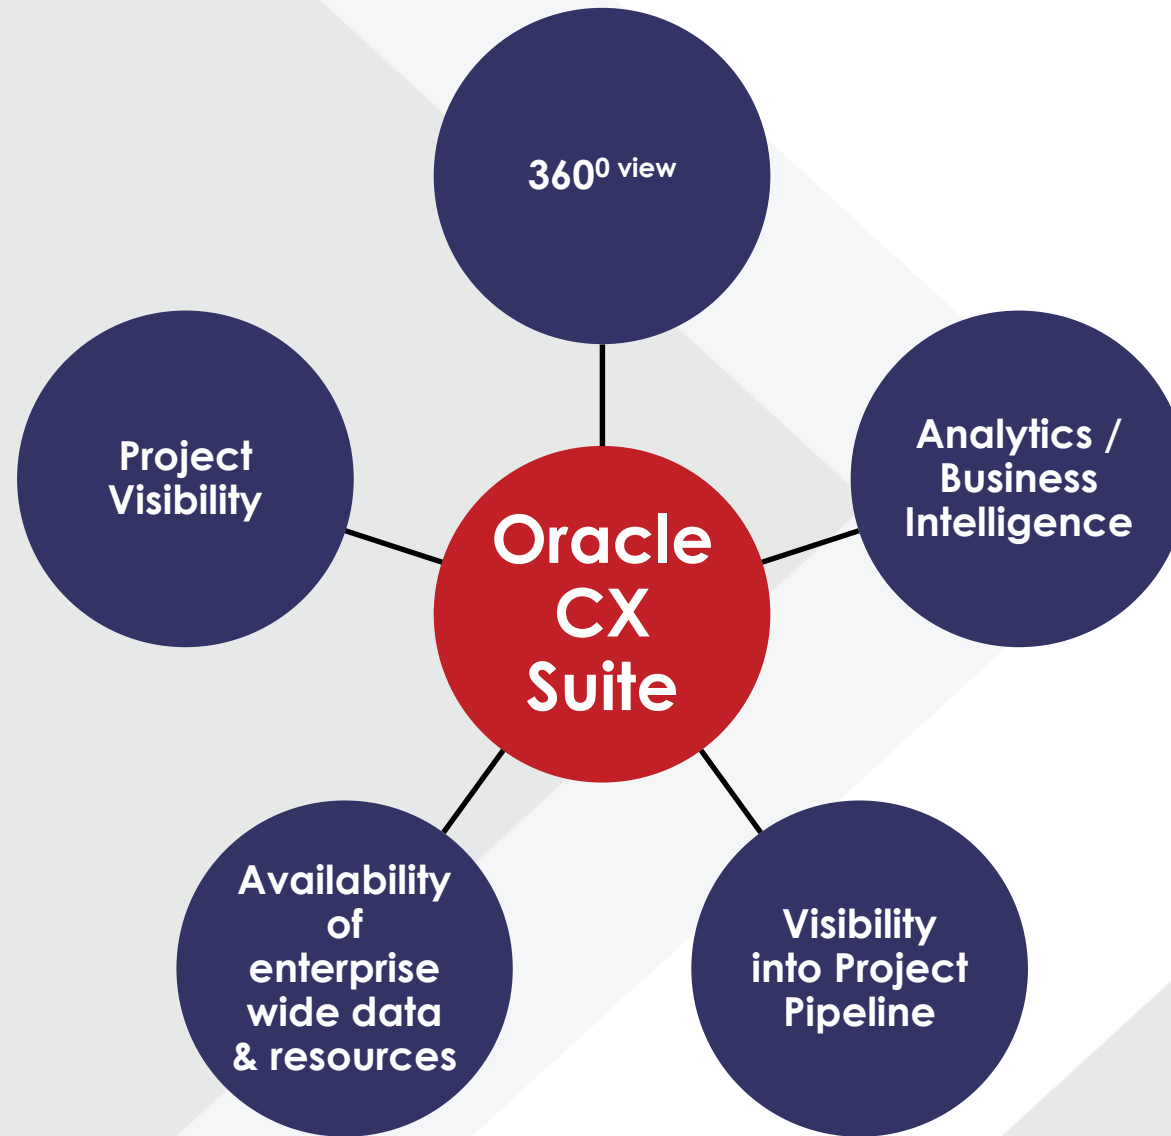 360⁰ view
Project
Visibility
Analytics /
Business
Intelligence
Oracle
CX
Suite
Availability
of
enterprise
wide data
& resources
Visibility
into Project
Pipeline